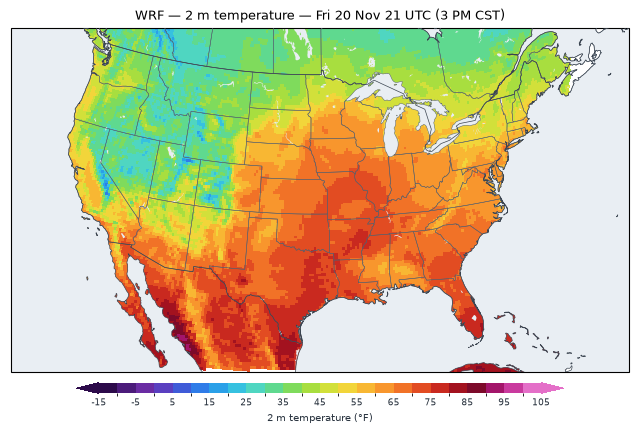 WRF — 2 m temperature — Fri 20 Nov 21 UTC (3 PM CST)
-15 -5 5 15 25 35 45 55 65 75 85 95 105
2 m temperature (°F)